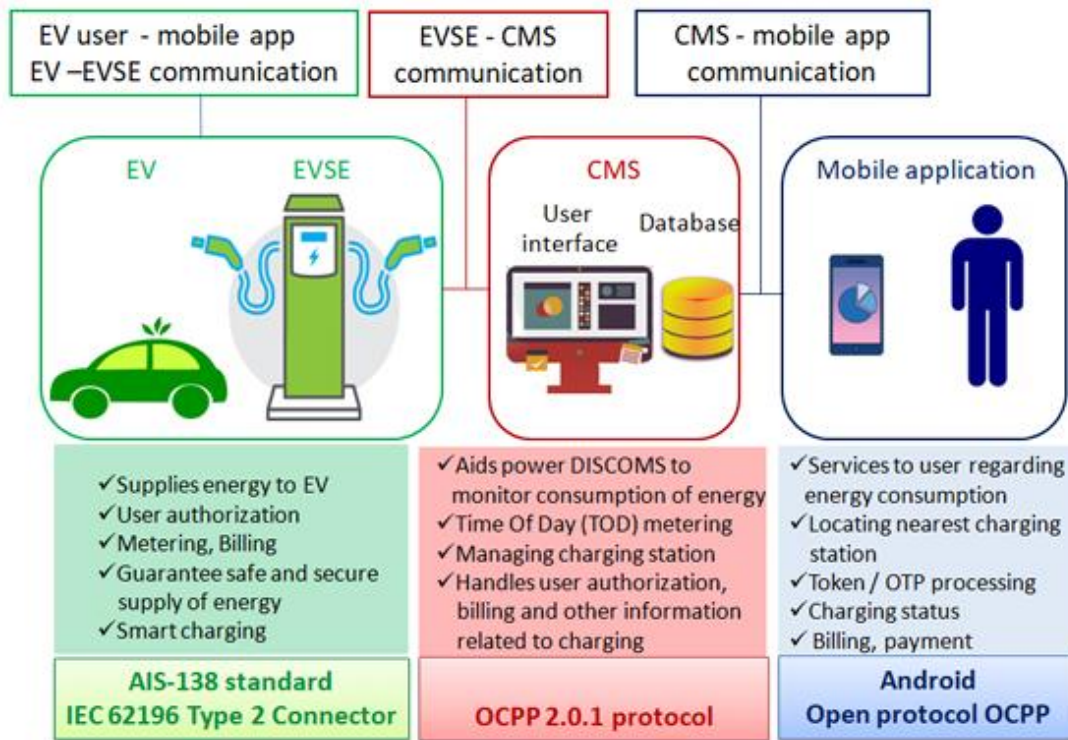 EV user - mobile app
EV –EVSE communication
EVSE - CMS
communication
CMS - mobile app
communication
EV
EVSE
CMS
User
interface
Database
Mobile application
✓Supplies energy to EV
✓User authorization
✓Metering, Billing
✓Guarantee safe and secure
supply of energy
✓Smart charging
✓Aids power DISCOMS to
monitor consumption of energy
✓Time Of Day (TOD) metering
✓Managing charging station
✓Handles user authorization,
billing and other information
related to charging
✓Services to user regarding
energy consumption
✓Locating nearest charging
station
✓Token / OTP processing
✓Charging status
✓ Billing, payment
AIS-138 standard
IEC 62196 Type 2 Connector
OCPP 2.0.1 protocol
Android
Open protocol OCPP